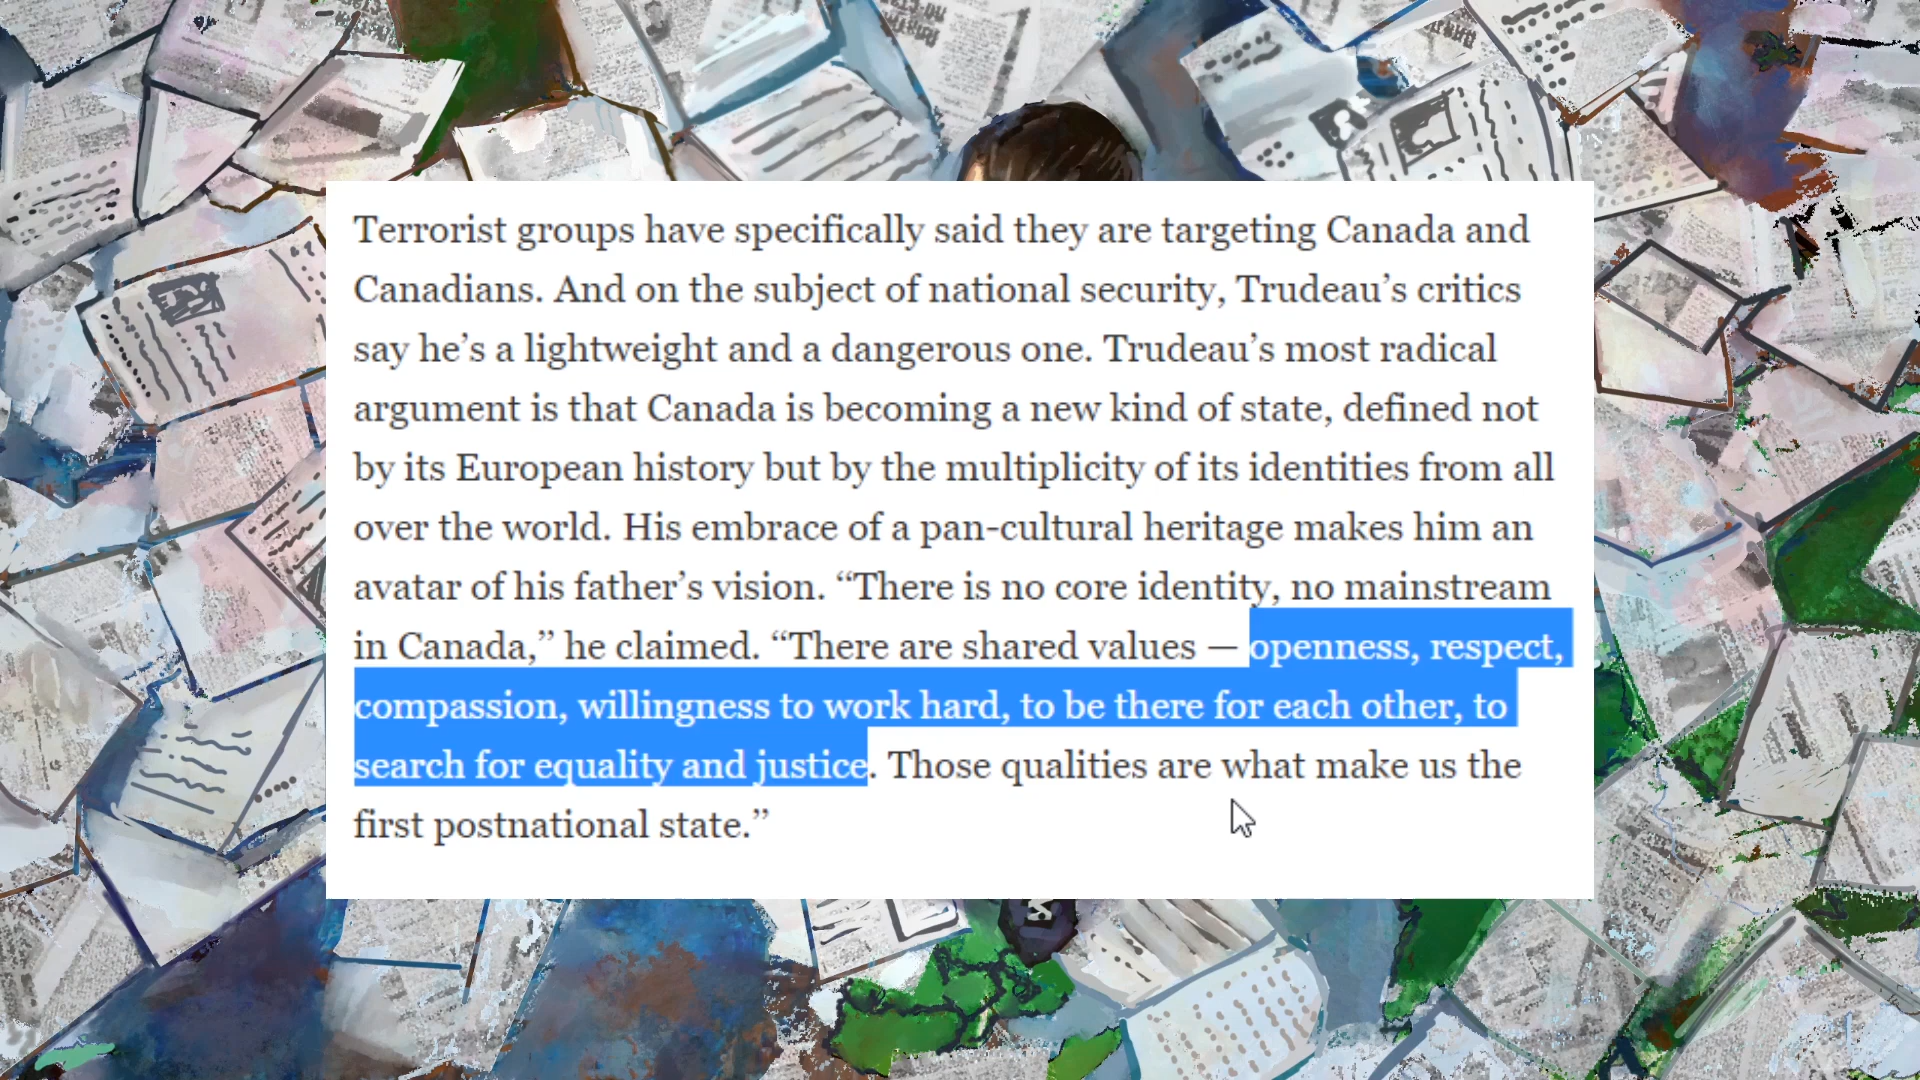 Terrorist groups have specifically said they are targeting Canada and
Canadians. And on the subject of national security, Trudeau’s critics
say he’s a lightweight and a dangerous one. Trudeau’s most radical
argument is that Canada is becoming a new kind of state, defined not
by its European history but by the multiplicity of its identities from all
over the world. His embrace of a pan-cultural heritage makes him an
avatar of his father’s vision. “There is no core identity, no mainstream
in Canada,” he claimed. “There are shared values — openness, respect,
compassion, willingness to work hard, to be there for each other, to
search for equality and justice. Those qualities are what make us the
first postnational state.”